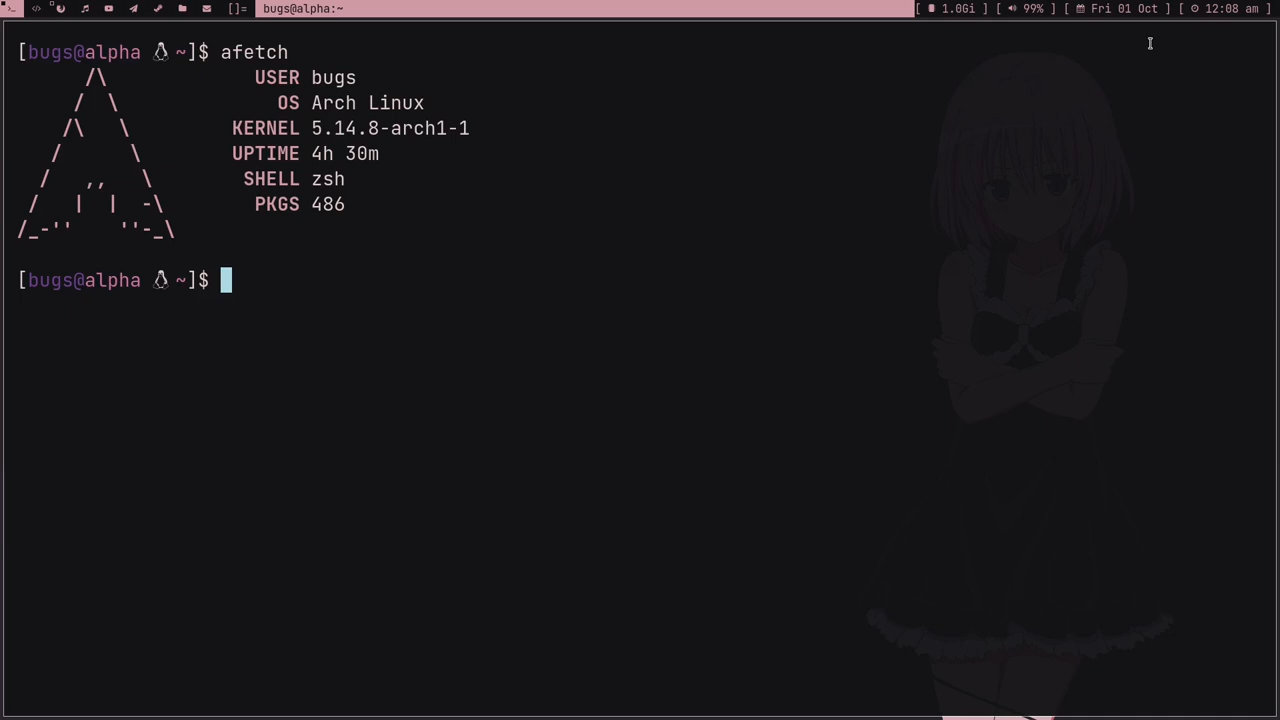 []= bugs@alpha:~ [ 1.0Gi ] [ 99% ] [ Fri 01 Oct ] [ 12:08 am ]
[bugs@alpha ~]$ afetch
USER bugs
OS Arch Linux
KERNEL 5.14.8-arch1-1
UPTIME 4h 30m
SHELL zsh
PKGS 486
[bugs@alpha ~]$